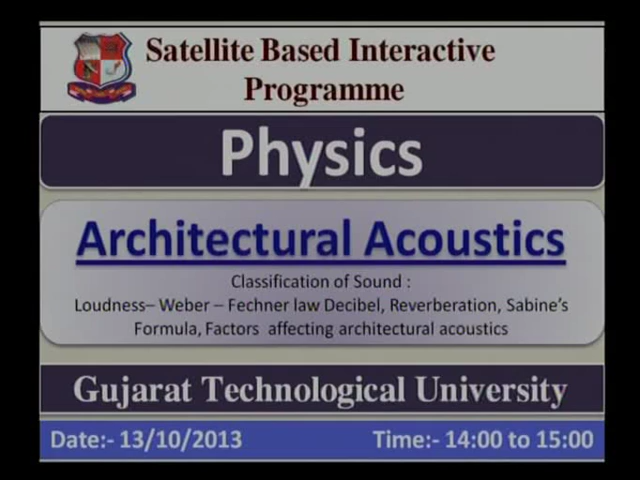 Satellite Based Interactive
Programme
Physics
Architectural Acoustics
Classification of Sound :
Loudness– Weber – Fechner law Decibel, Reverberation, Sabine’s
Formula, Factors affecting architectural acoustics
Gujarat Technological University
Date:- 13/10/2013 Time:- 14:00 to 15:00